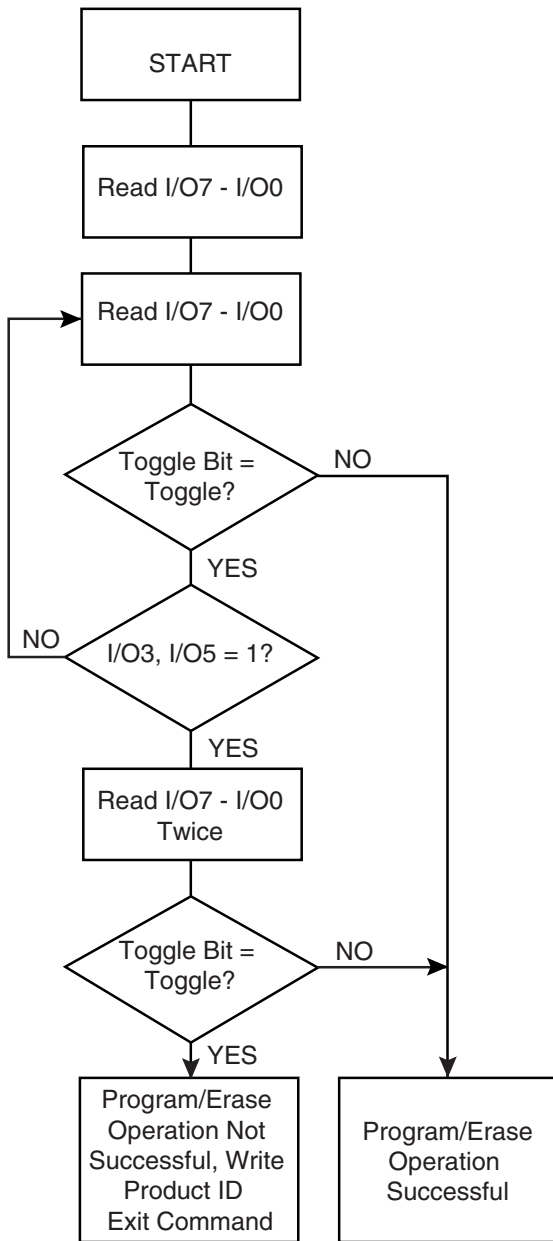 START
Read I/O7 - I/O0
Read I/O7 - I/O0
Toggle Bit =
Toggle?
NO
YES
NO
I/O3, I/O5 = 1?
YES
Read I/O7 - I/O0
Twice
Toggle Bit =
Toggle?
NO
YES
Program/Erase
Operation Not
Successful, Write
Product ID
Exit Command
Program/Erase
Operation
Successful